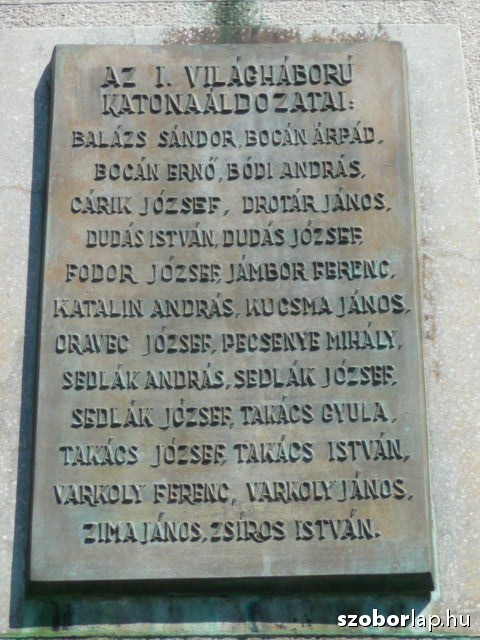 AZ I. VILÁGHÁBORÚ
KATONAÁLDOZATAI:
BALÁZS SÁNDOR, BOCÁN ÁRPÁD,
BOCÁN ERNŐ, BÓDI ANDRÁS,
CÁRIK JÓZSEF, DROTÁR JÁNOS,
DUDÁS ISTVÁN, DUDÁS JÓZSEF,
FODOR JÓZSEF, JÁMBOR FERENC,
KATALIN ANDRÁS, KUCSMA JÁNOS,
ORAVEC JÓZSEF, PECSENYE MIHÁLY,
SEDLÁK ANDRÁS, SEDLÁK JÓZSEF,
SEDLÁK JÓZSEF, TAKÁCS GYULA,
TAKÁCS JÓZSEF, TAKÁCS ISTVÁN,
VARKOLY FERENC, VARKOLY JÁNOS,
ZIMA JÁNOS, ZSÍROS ISTVÁN.
szoborlap.hu